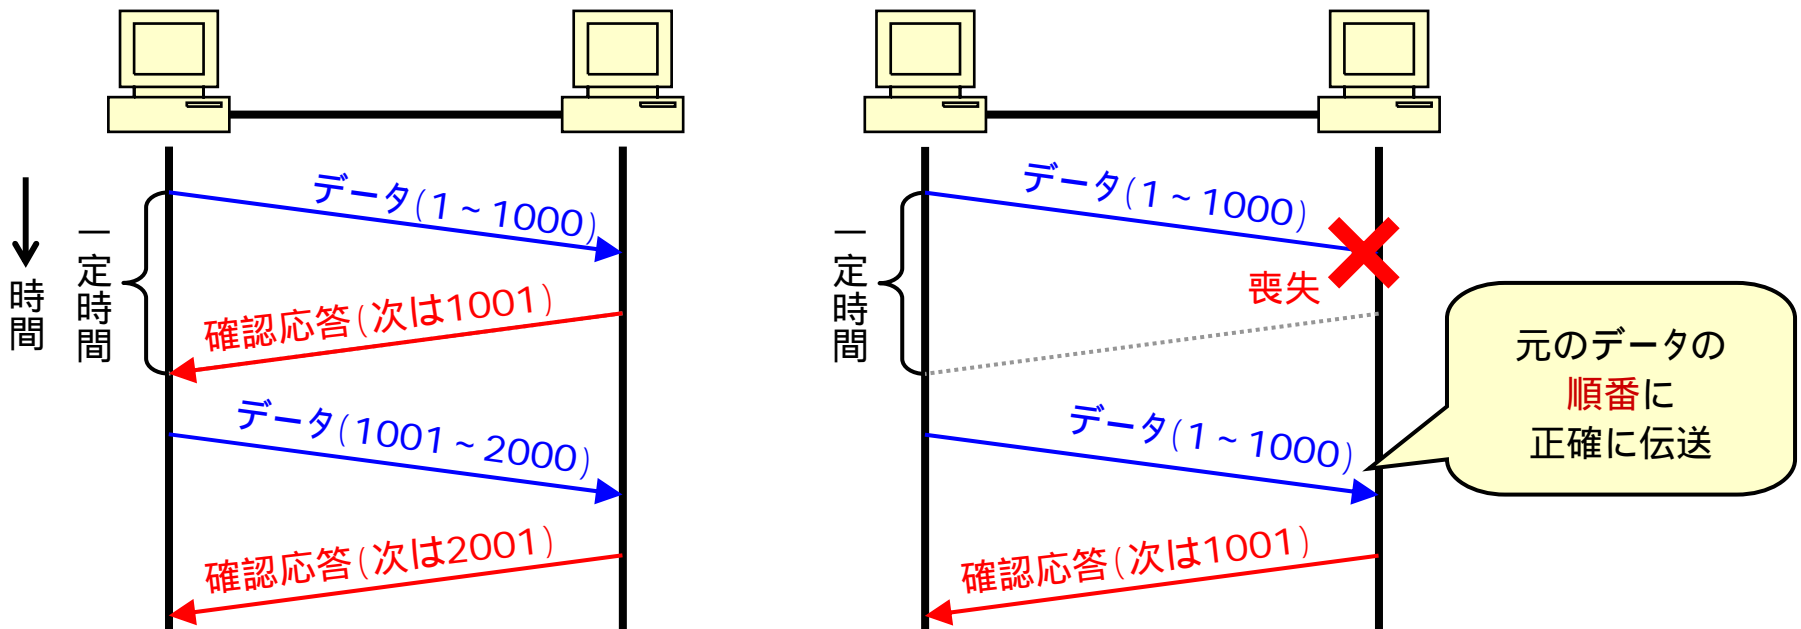 時間
一定時間
データ(1～1000)
確認応答(次は1001)
データ(1001～2000)
確認応答(次は2001)
一定時間
データ(1～1000)
喪失
データ(1～1000)
確認応答(次は1001)
元のデータの
順番に
正確に伝送